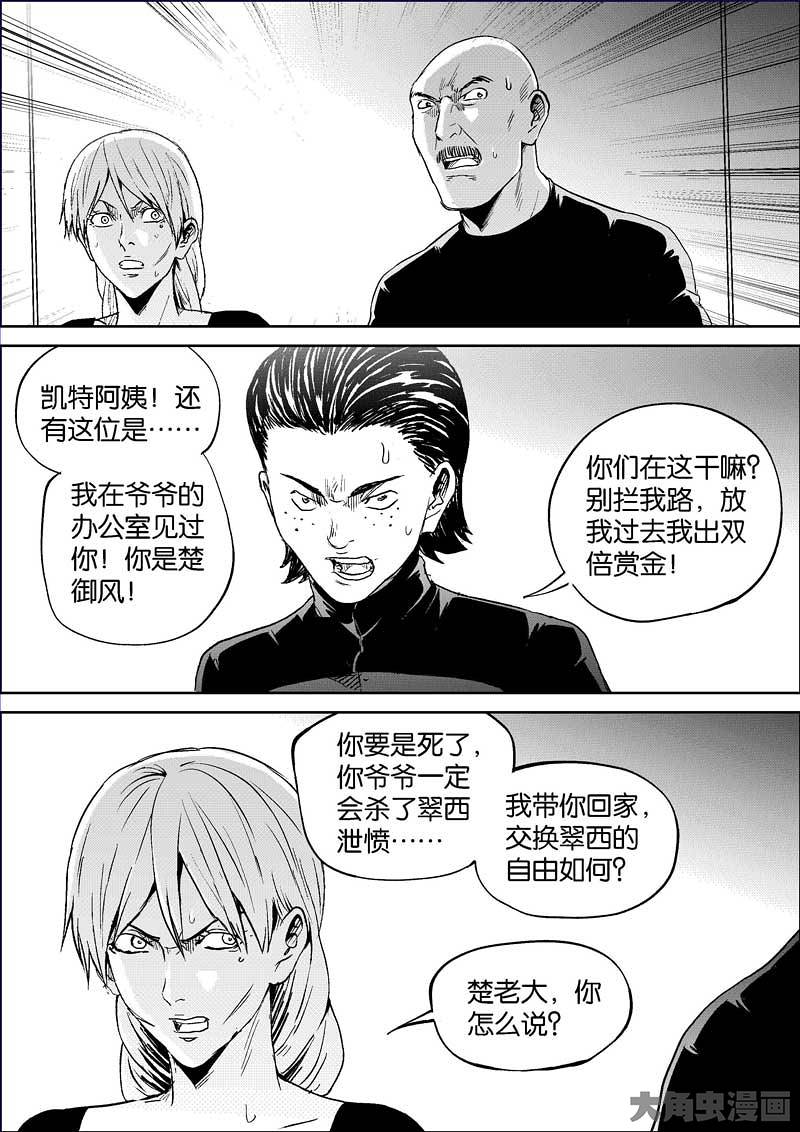 凯特阿姨！还
有这位是……
我在爷爷的
办公室见过
你！你是楚
御风！
你们在这干嘛？
别拦我路，放
我过去我出双
倍赏金！
你要是死了，
你爷爷一定
会杀了翠西
泄愤……
我带你回家，
交换翠西的
自由如何？
楚老大，你
怎么说？
大角虫漫画